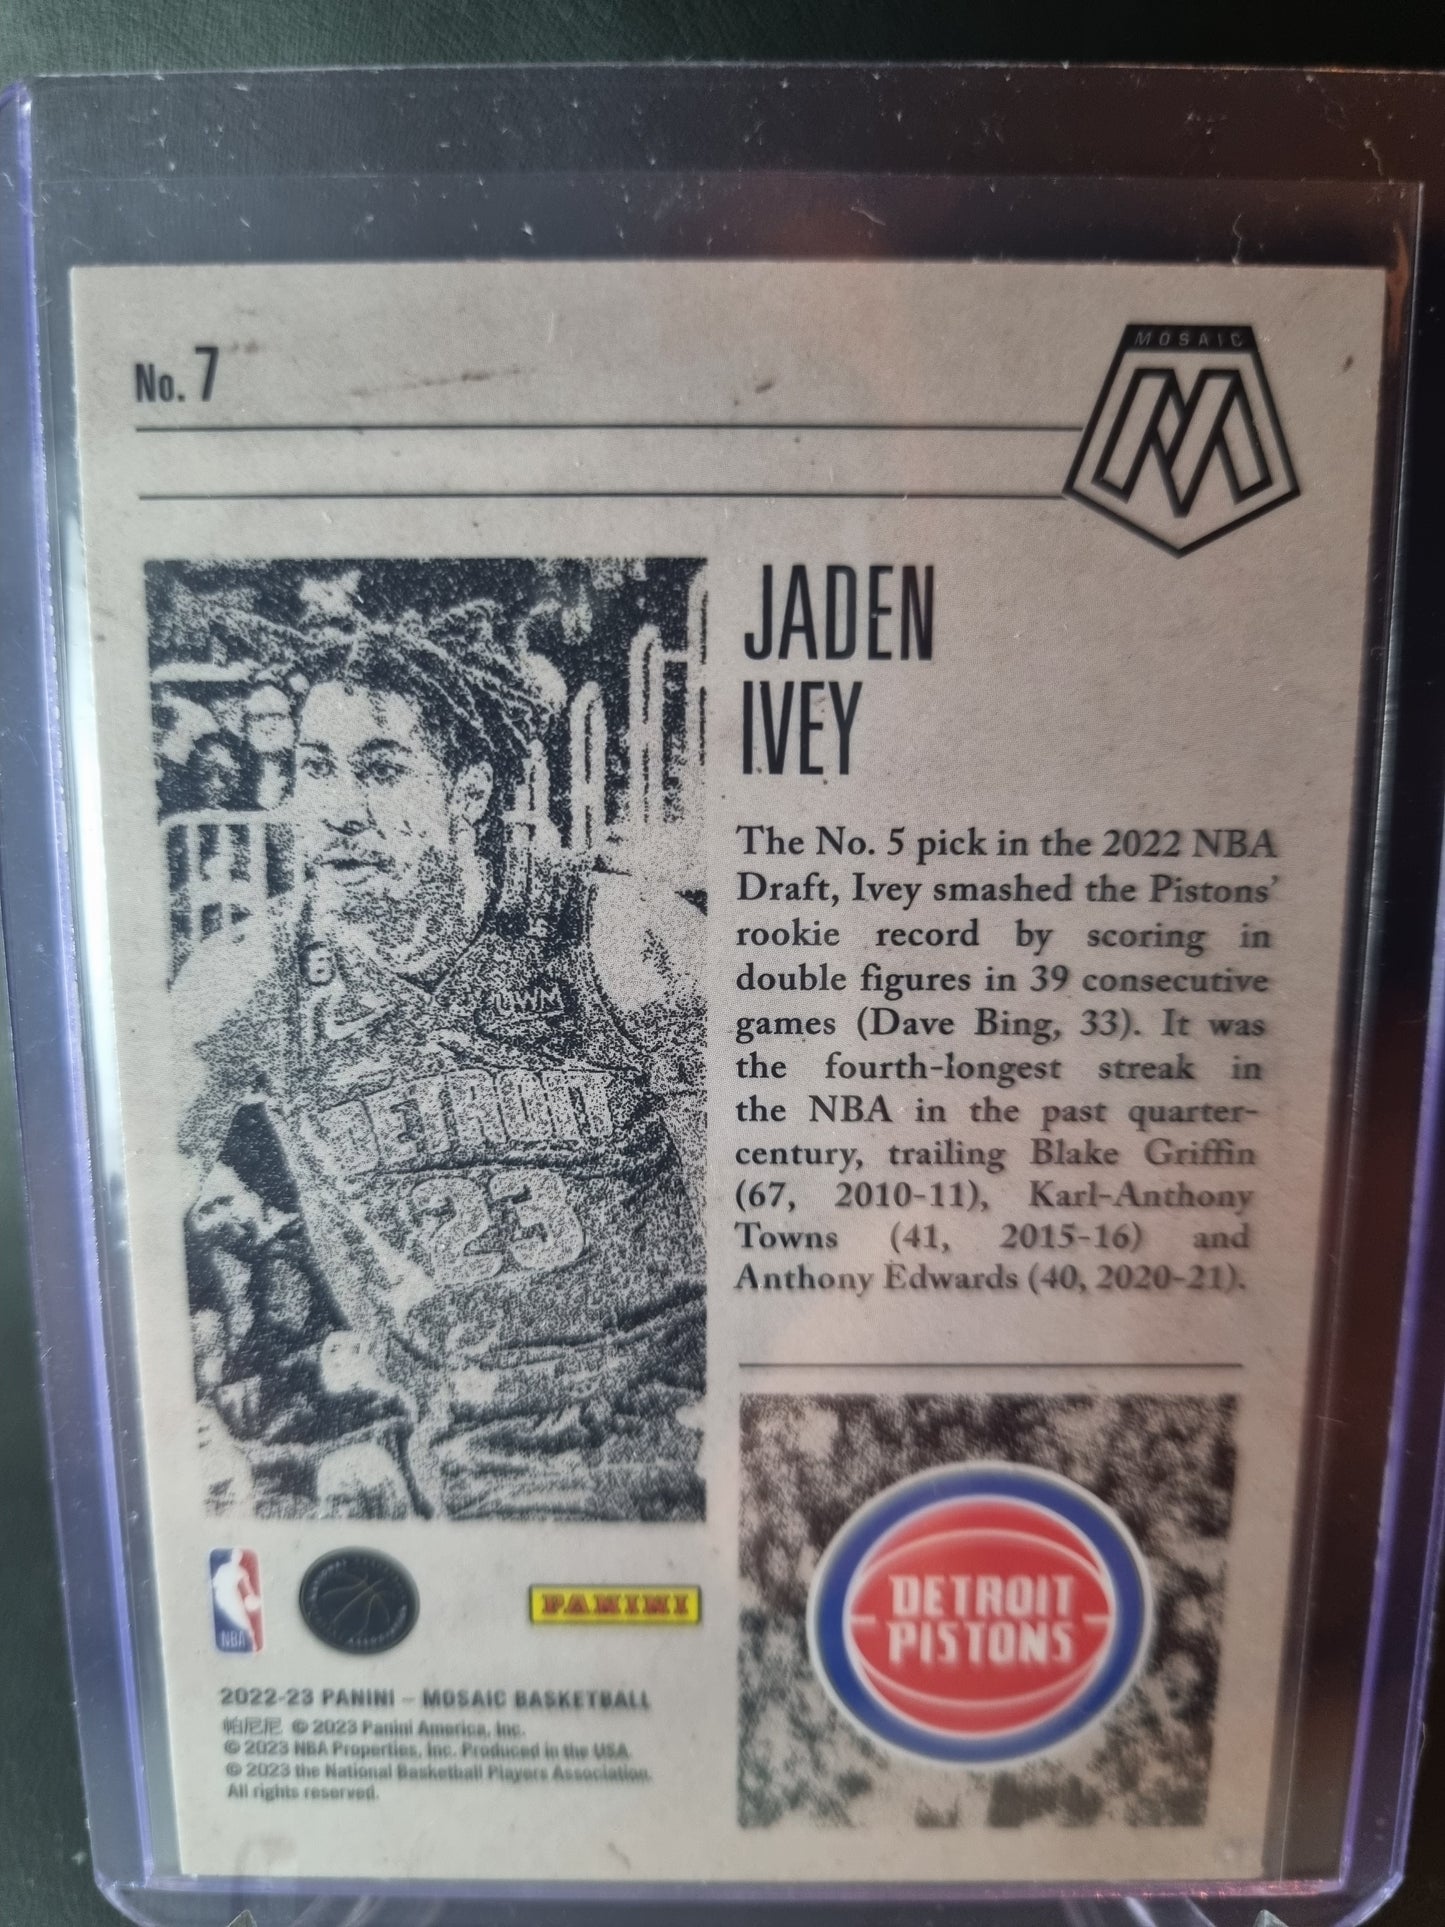 No. 7
MOSAIC
JADEN
IVEY
The No. 5 pick in the 2022 NBA
Draft, Ivey smashed the Pistons’
rookie record by scoring in
double figures in 39 consecutive
games (Dave Bing, 33). It was
the fourth-longest streak in
the NBA in the past quarter-
century, trailing Blake Griffin
(67, 2010-11), Karl-Anthony
Towns (41, 2015-16) and
Anthony Edwards (40, 2020-21).
6
UWM
DETROIT
23
NBA
PANINI
DETROIT
PISTONS
2022-23 PANINI – MOSAIC BASKETBALL
帕尼尼 © 2023 Panini America, Inc.
© 2023 NBA Properties, Inc. Produced in the USA
© 2023 the National Basketball Players Association.
All rights reserved.